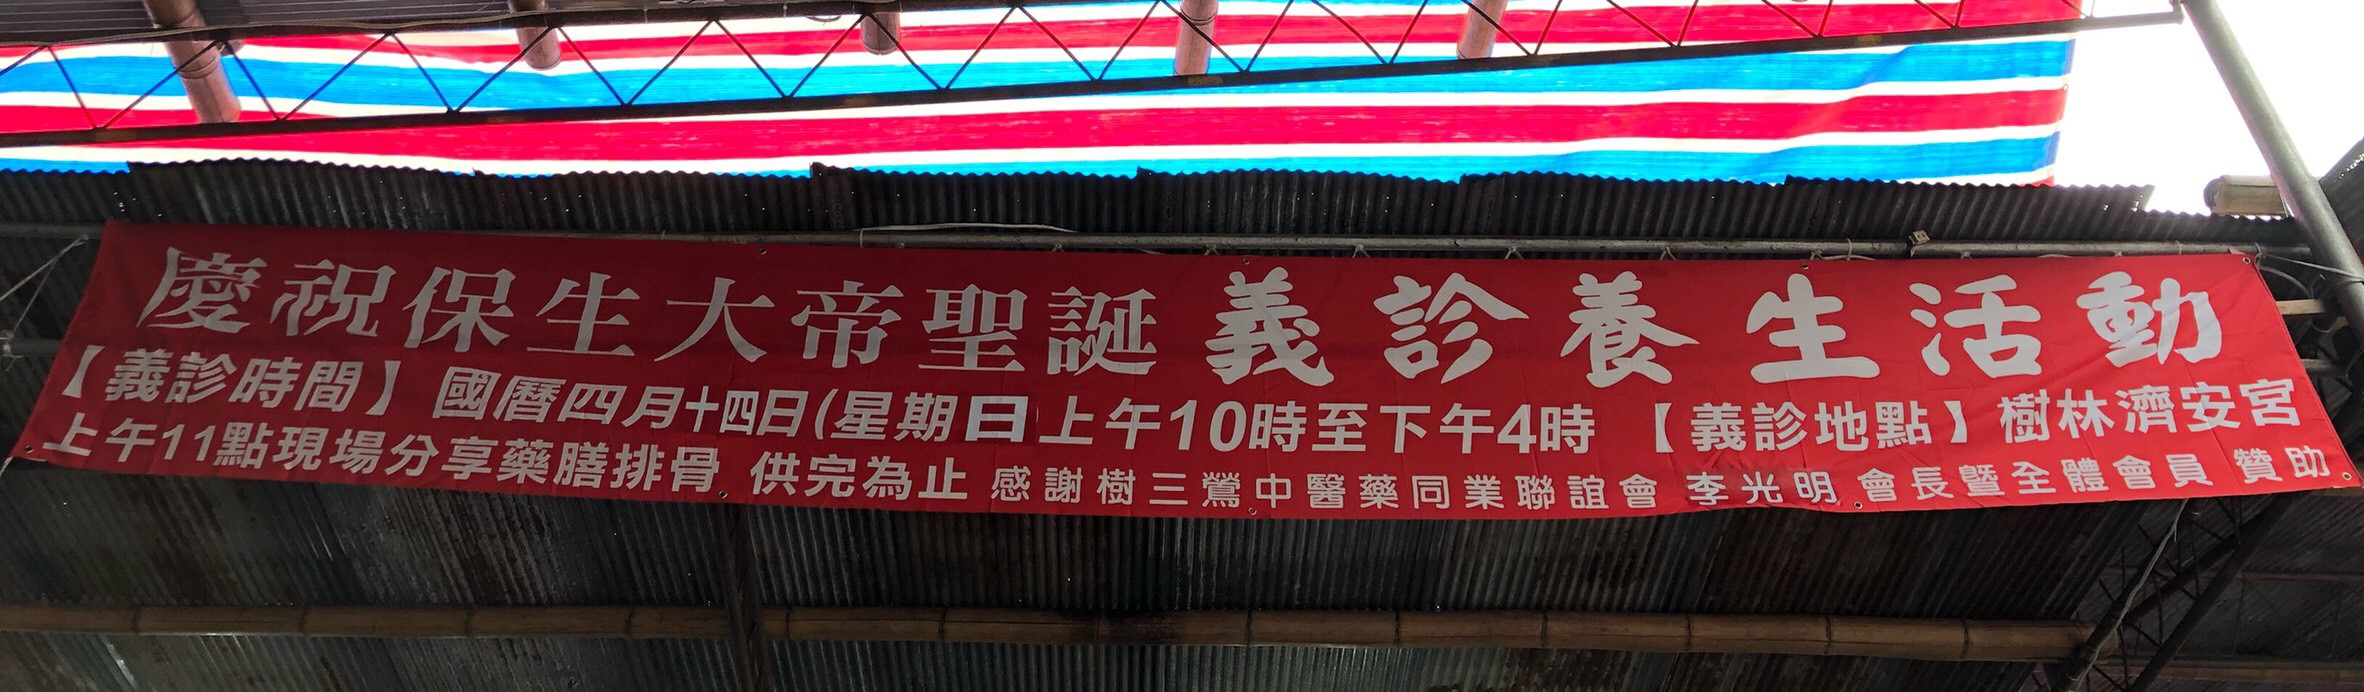 慶祝保生大帝聖誕義診養生活動
【義診時間】國曆四月十四日(星期日上午10時至下午4時 【義診地點】樹林濟安宮
上午11點現場分享藥膳排骨 供完為止 感謝樹三鶯中醫藥同業聯誼會 李光明 會長暨全體會員 贊助